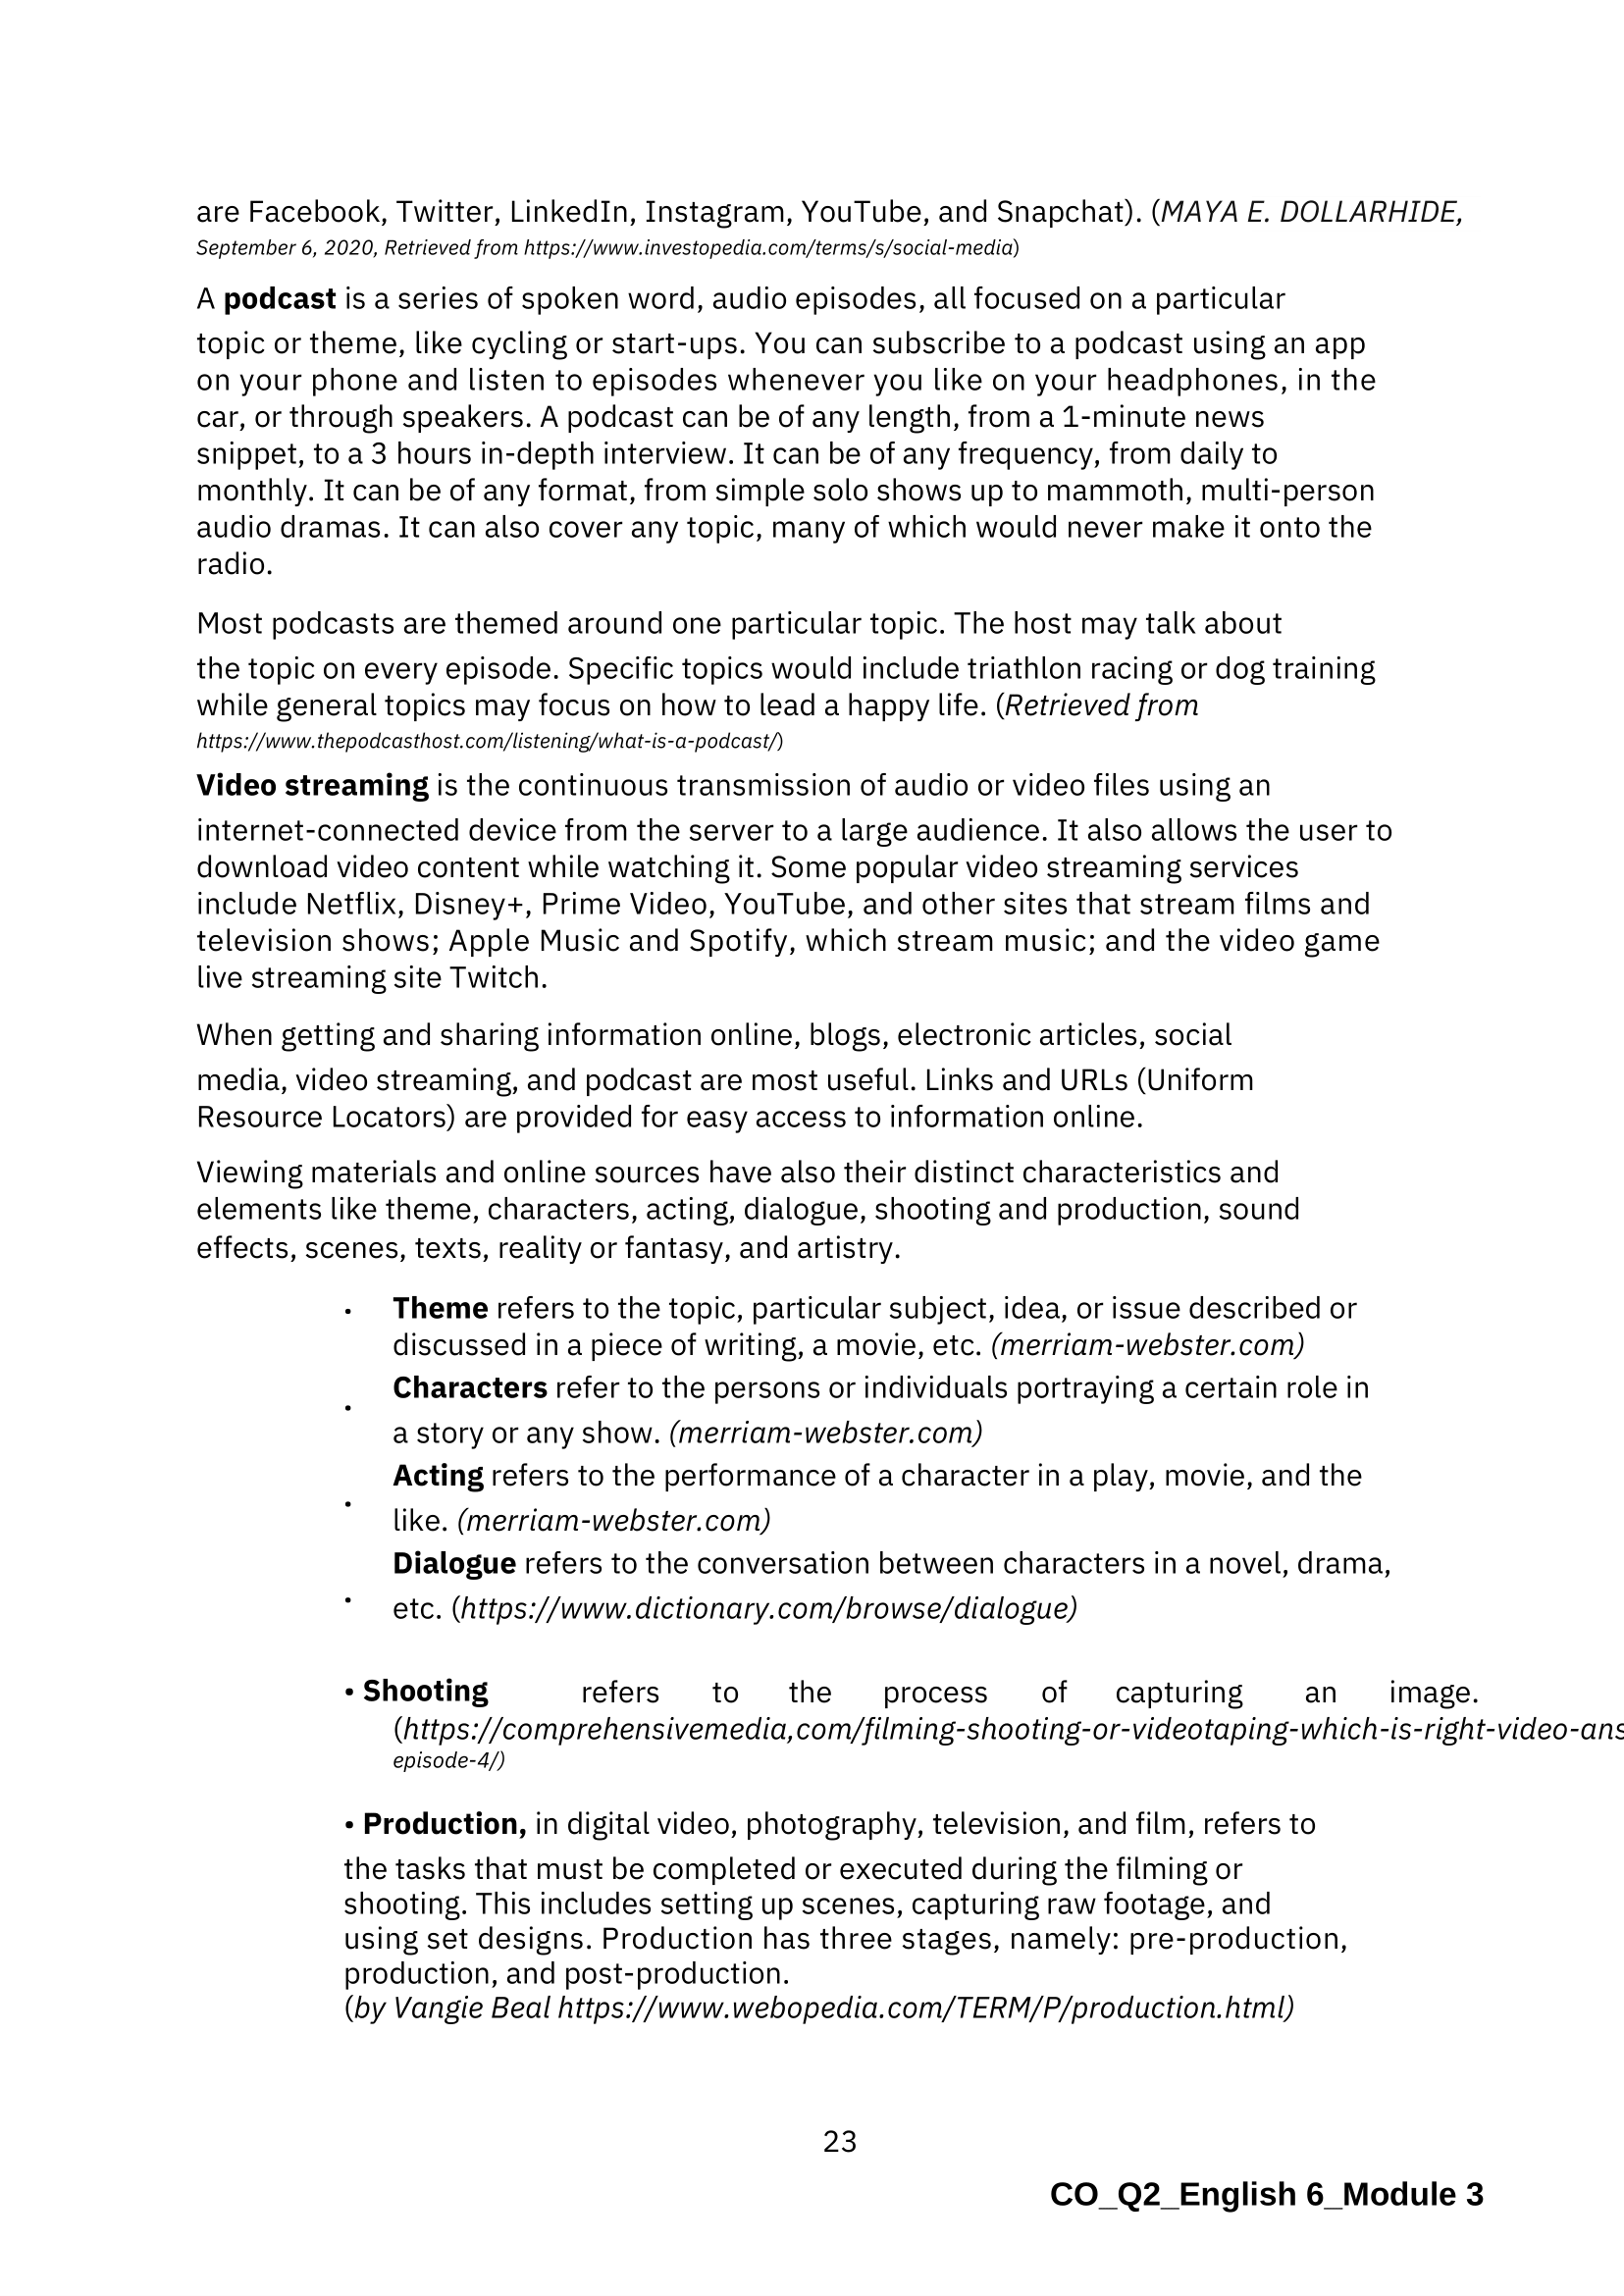 are Facebook, Twitter, LinkedIn, Instagram, YouTube, and Snapchat). (MAYA E. DOLLARHIDE,
September 6, 2020, Retrieved from https://www.investopedia.com/terms/s/social-media)
A podcast is a series of spoken word, audio episodes, all focused on a particular
topic or theme, like cycling or start-ups. You can subscribe to a podcast using an app
on your phone and listen to episodes whenever you like on your headphones, in the
car, or through speakers. A podcast can be of any length, from a 1-minute news
snippet, to a 3 hours in-depth interview. It can be of any frequency, from daily to
monthly. It can be of any format, from simple solo shows up to mammoth, multi-person
audio dramas. It can also cover any topic, many of which would never make it onto the
radio.
Most podcasts are themed around one particular topic. The host may talk about
the topic on every episode. Specific topics would include triathlon racing or dog training
while general topics may focus on how to lead a happy life. (Retrieved from
https://www.thepodcasthost.com/listening/what-is-a-podcast/)
Video streaming is the continuous transmission of audio or video files using an
internet-connected device from the server to a large audience. It also allows the user to
download video content while watching it. Some popular video streaming services
include Netflix, Disney+, Prime Video, YouTube, and other sites that stream films and
television shows; Apple Music and Spotify, which stream music; and the video game
live streaming site Twitch.
When getting and sharing information online, blogs, electronic articles, social
media, video streaming, and podcast are most useful. Links and URLs (Uniform
Resource Locators) are provided for easy access to information online.
Viewing materials and online sources have also their distinct characteristics and
elements like theme, characters, acting, dialogue, shooting and production, sound
effects, scenes, texts, reality or fantasy, and artistry.
• Theme refers to the topic, particular subject, idea, or issue described or
discussed in a piece of writing, a movie, etc. (merriam-webster.com)
• Characters refer to the persons or individuals portraying a certain role in
a story or any show. (merriam-webster.com)
• Acting refers to the performance of a character in a play, movie, and the
like. (merriam-webster.com)
• Dialogue refers to the conversation between characters in a novel, drama,
etc. (https://www.dictionary.com/browse/dialogue)
• Shooting refers to the process of capturing an image.
(https://comprehensivemedia,com/filming-shooting-or-videotaping-which-is-right-video-ans
episode-4/)
• Production, in digital video, photography, television, and film, refers to
the tasks that must be completed or executed during the filming or
shooting. This includes setting up scenes, capturing raw footage, and
using set designs. Production has three stages, namely: pre-production,
production, and post-production.
(by Vangie Beal https://www.webopedia.com/TERM/P/production.html)
23
CO_Q2_English 6_Module 3